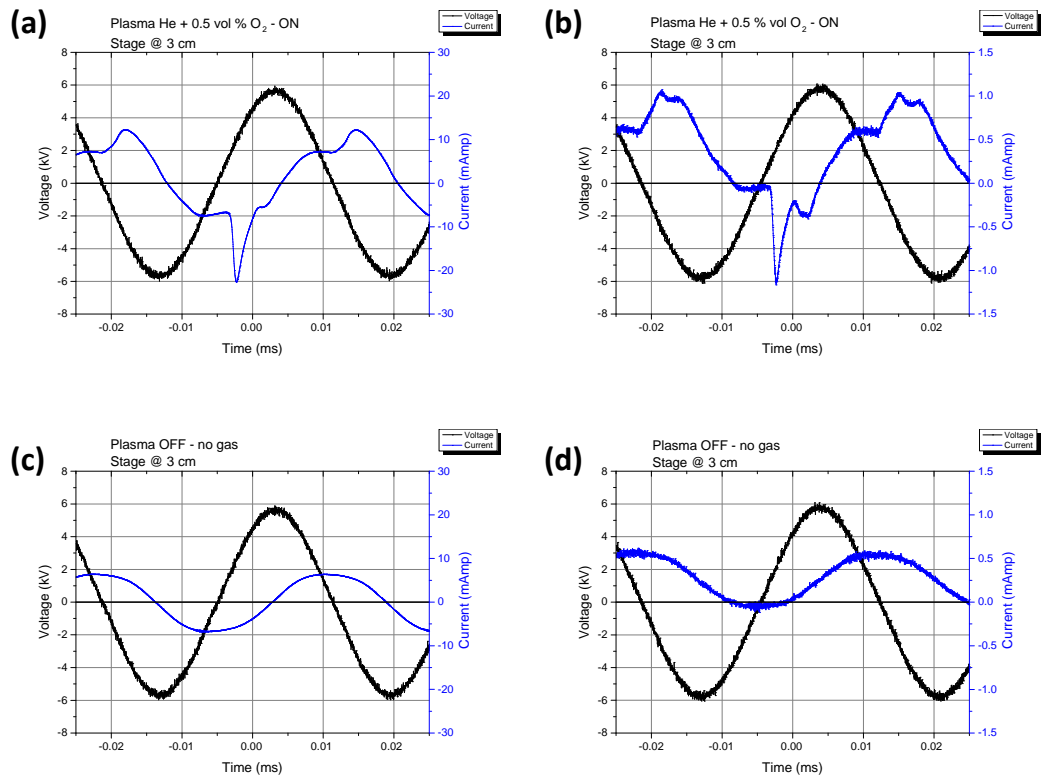 (a)
Plasma He + 0.5 vol % O2 - ON
Stage @ 3 cm
Voltage
Current
8
6
4
2
0
-2
-4
-6
-8
Voltage (kV)
30
20
10
0
-10
-20
-30
Current (mAmp)
-0.02 -0.01 0.00 0.01 0.02
Time (ms)
(b)
Plasma He + 0.5 % vol O2 - ON
Stage @ 3 cm
Voltage
Current
8
6
4
2
0
-2
-4
-6
-8
Voltage (kV)
1.5
1.0
0.5
0.0
-0.5
-1.0
-1.5
Current (mAmp)
-0.02 -0.01 0.00 0.01 0.02
Time (ms)
(c)
Plasma OFF - no gas
Stage @ 3 cm
Voltage
Current
8
6
4
2
0
-2
-4
-6
-8
Voltage (kV)
30
20
10
0
-10
-20
-30
Current (mAmp)
-0.02 -0.01 0.00 0.01 0.02
Time (ms)
(d)
Plasma OFF - no gas
Stage @ 3 cm
Voltage
Current
8
6
4
2
0
-2
-4
-6
-8
Voltage (kV)
1.5
1.0
0.5
0.0
-0.5
-1.0
-1.5
Current (mAmp)
-0.02 -0.01 0.00 0.01 0.02
Time (ms)